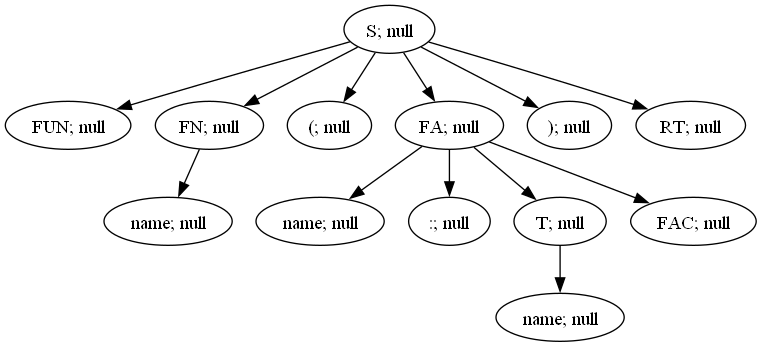 S; null
FUN; null
FN; null
(; null
FA; null
); null
RT; null
name; null
name; null
:; null
T; null
FAC; null
name; null